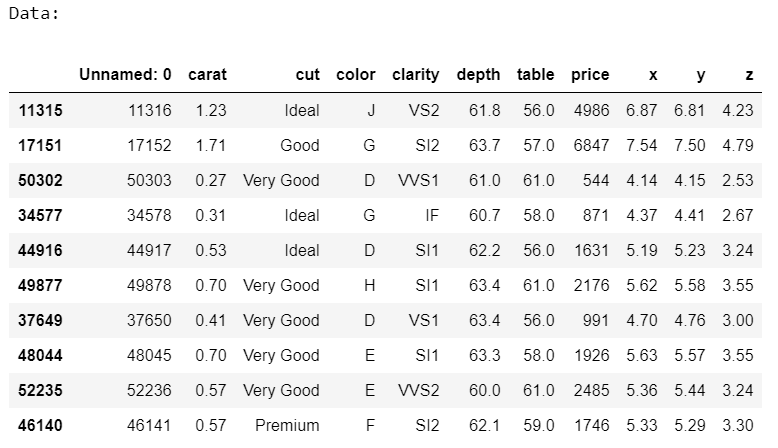 Data:
Unnamed: 0 carat cut color clarity depth table price x y z
11315 11316 1.23 Ideal J VS2 61.8 56.0 4986 6.87 6.81 4.23
17151 17152 1.71 Good G SI2 63.7 57.0 6847 7.54 7.50 4.79
50302 50303 0.27 Very Good D VVS1 61.0 61.0 544 4.14 4.15 2.53
34577 34578 0.31 Ideal G IF 60.7 58.0 871 4.37 4.41 2.67
44916 44917 0.53 Ideal D SI1 62.2 56.0 1631 5.19 5.23 3.24
49877 49878 0.70 Very Good H SI1 63.4 61.0 2176 5.62 5.58 3.55
37649 37650 0.41 Very Good D VS1 63.4 56.0 991 4.70 4.76 3.00
48044 48045 0.70 Very Good E SI1 63.3 58.0 1926 5.63 5.57 3.55
52235 52236 0.57 Very Good E VVS2 60.0 61.0 2485 5.36 5.44 3.24
46140 46141 0.57 Premium F SI2 62.1 59.0 1746 5.33 5.29 3.30